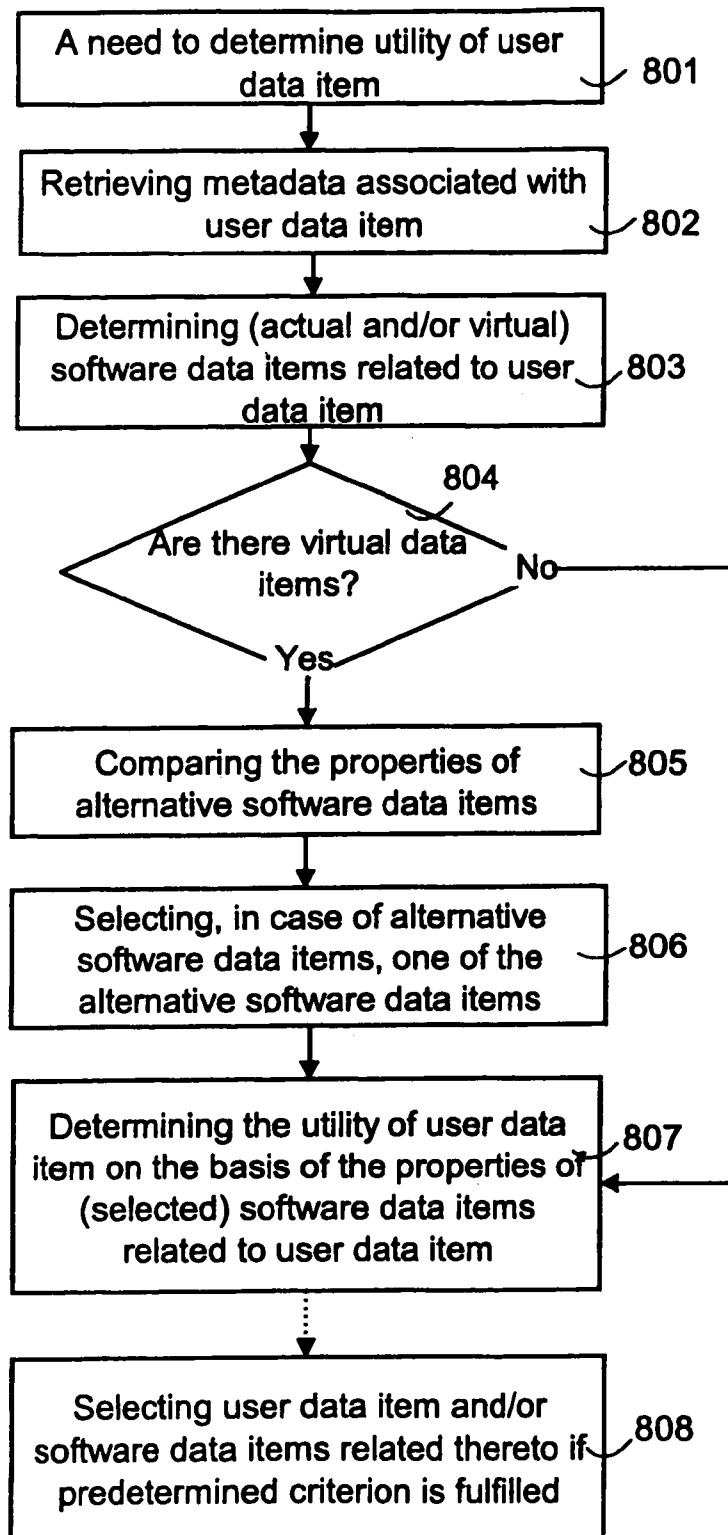 A need to determine utility of user
data item
801
Retrieving metadata associated with
user data item
802
Determining (actual and/or virtual)
software data items related to user
data item
803
804
Are there virtual data
items?
No
Yes
Comparing the properties of
alternative software data items
805
Selecting, in case of alternative
software data items, one of the
alternative software data items
806
Determining the utility of user data
item on the basis of the properties of
(selected) software data items
related to user data item
807
Selecting user data item and/or
software data items related thereto if
predetermined criterion is fulfilled
808